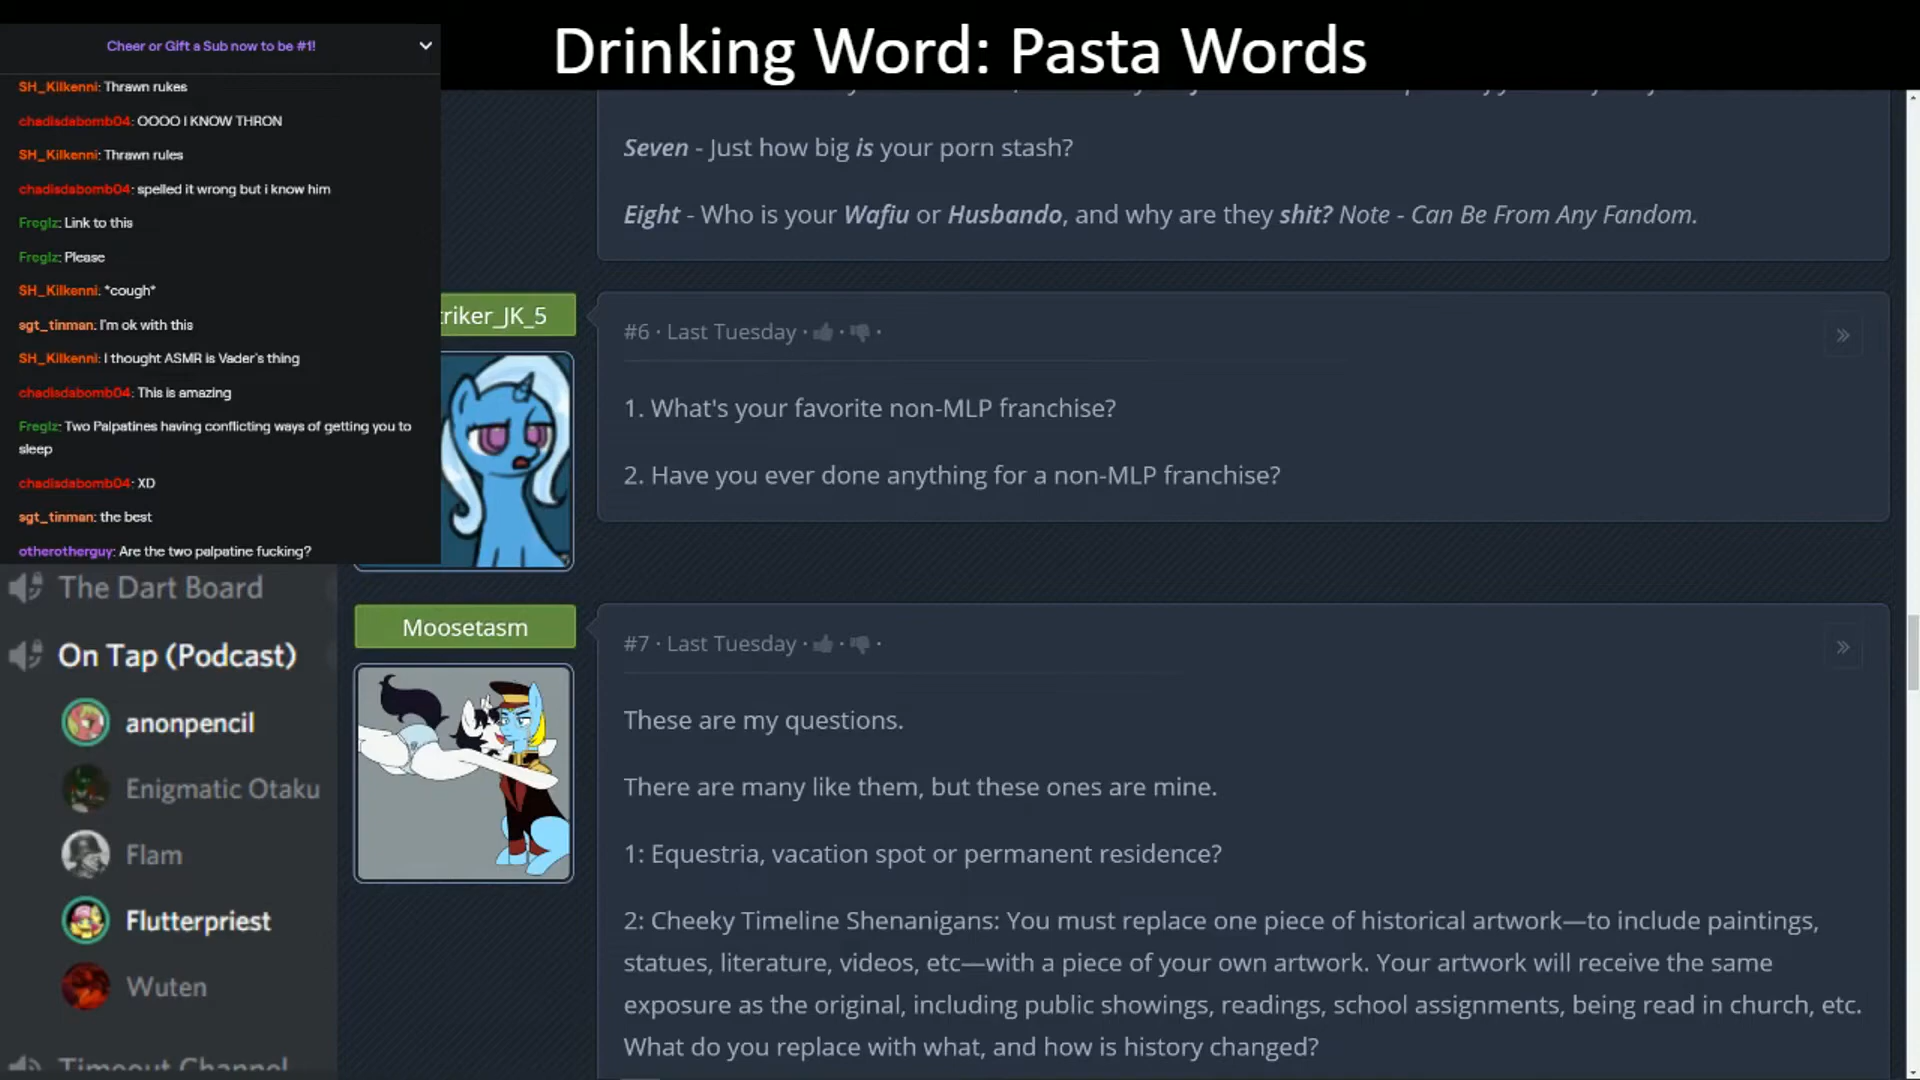 Drinking Word: Pasta Words
Cheer or Gift a Sub now to be #1!
SH_Kilkenni: Thrawn rukes
chadisdabomb04: OOOO I KNOW THRON
SH_Kilkenni: Thrawn rules
chadisdabomb04: spelled it wrong but i know him
Freglz: Link to this
Freglz: Please
SH_Kilkenni: *cough*
sgt_tinman: I'm ok with this
SH_Kilkenni: I thought ASMR is Vader's thing
chadisdabomb04: This is amazing
Freglz: Two Palpatines having conflicting ways of getting you to
sleep
chadisdabomb04: XD
sgt_tinman: the best
otherotherguy: Are the two palpatine fucking?
The Dart Board
On Tap (Podcast)
anonpencil
Enigmatic Otaku
Flam
Flutterpriest
Wuten
Timeout Channel
Seven - Just how big is your porn stash?
Eight - Who is your Wafiu or Husbando, and why are they shit? Note - Can Be From Any Fandom.
triker_JK_5
#6 · Last Tuesday · · ·
1. What's your favorite non-MLP franchise?
2. Have you ever done anything for a non-MLP franchise?
Moosetasm
#7 · Last Tuesday · · ·
These are my questions.
There are many like them, but these ones are mine.
1: Equestria, vacation spot or permanent residence?
2: Cheeky Timeline Shenanigans: You must replace one piece of historical artwork—to include paintings,
statues, literature, videos, etc—with a piece of your own artwork. Your artwork will receive the same
exposure as the original, including public showings, readings, school assignments, being read in church, etc.
What do you replace with what, and how is history changed?